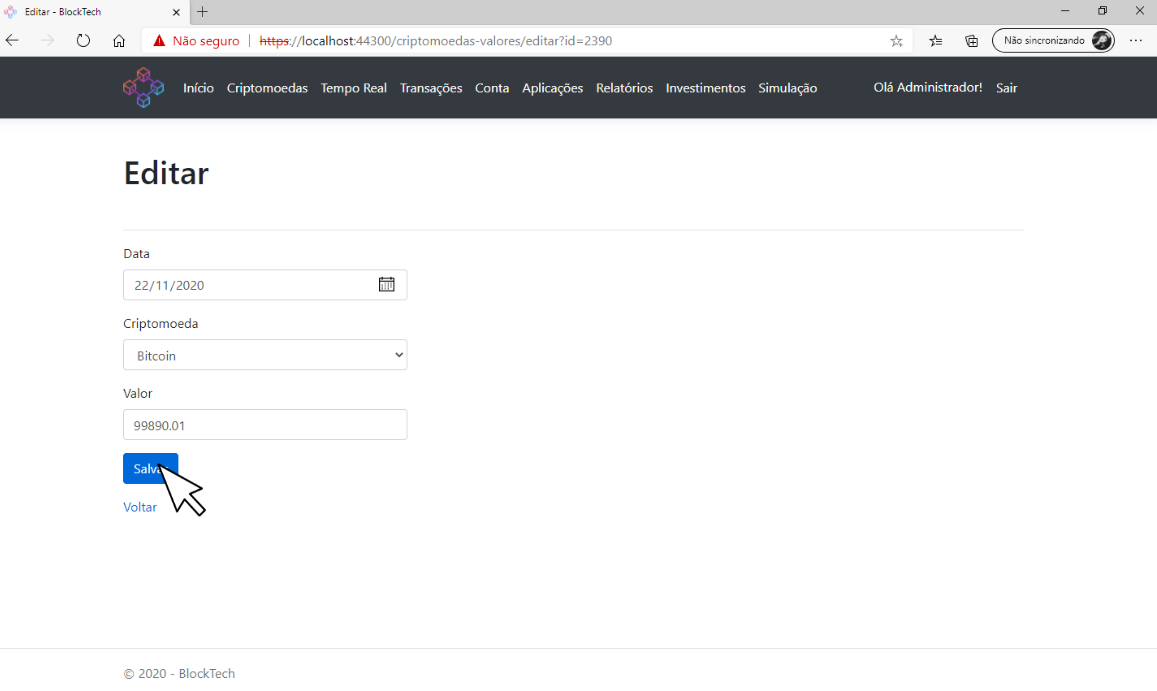 Editar - BlockTech
Não seguro | https://localhost:44300/criptomoedas-valores/editar?id=2390 Não sincronizando
Início Criptomoedas Tempo Real Transações Conta Aplicações Relatórios Investimentos Simulação Olá Administrador! Sair
Editar
Data
22/11/2020
Criptomoeda
Bitcoin
Valor
99890.01
Salvar
Voltar
© 2020 - BlockTech